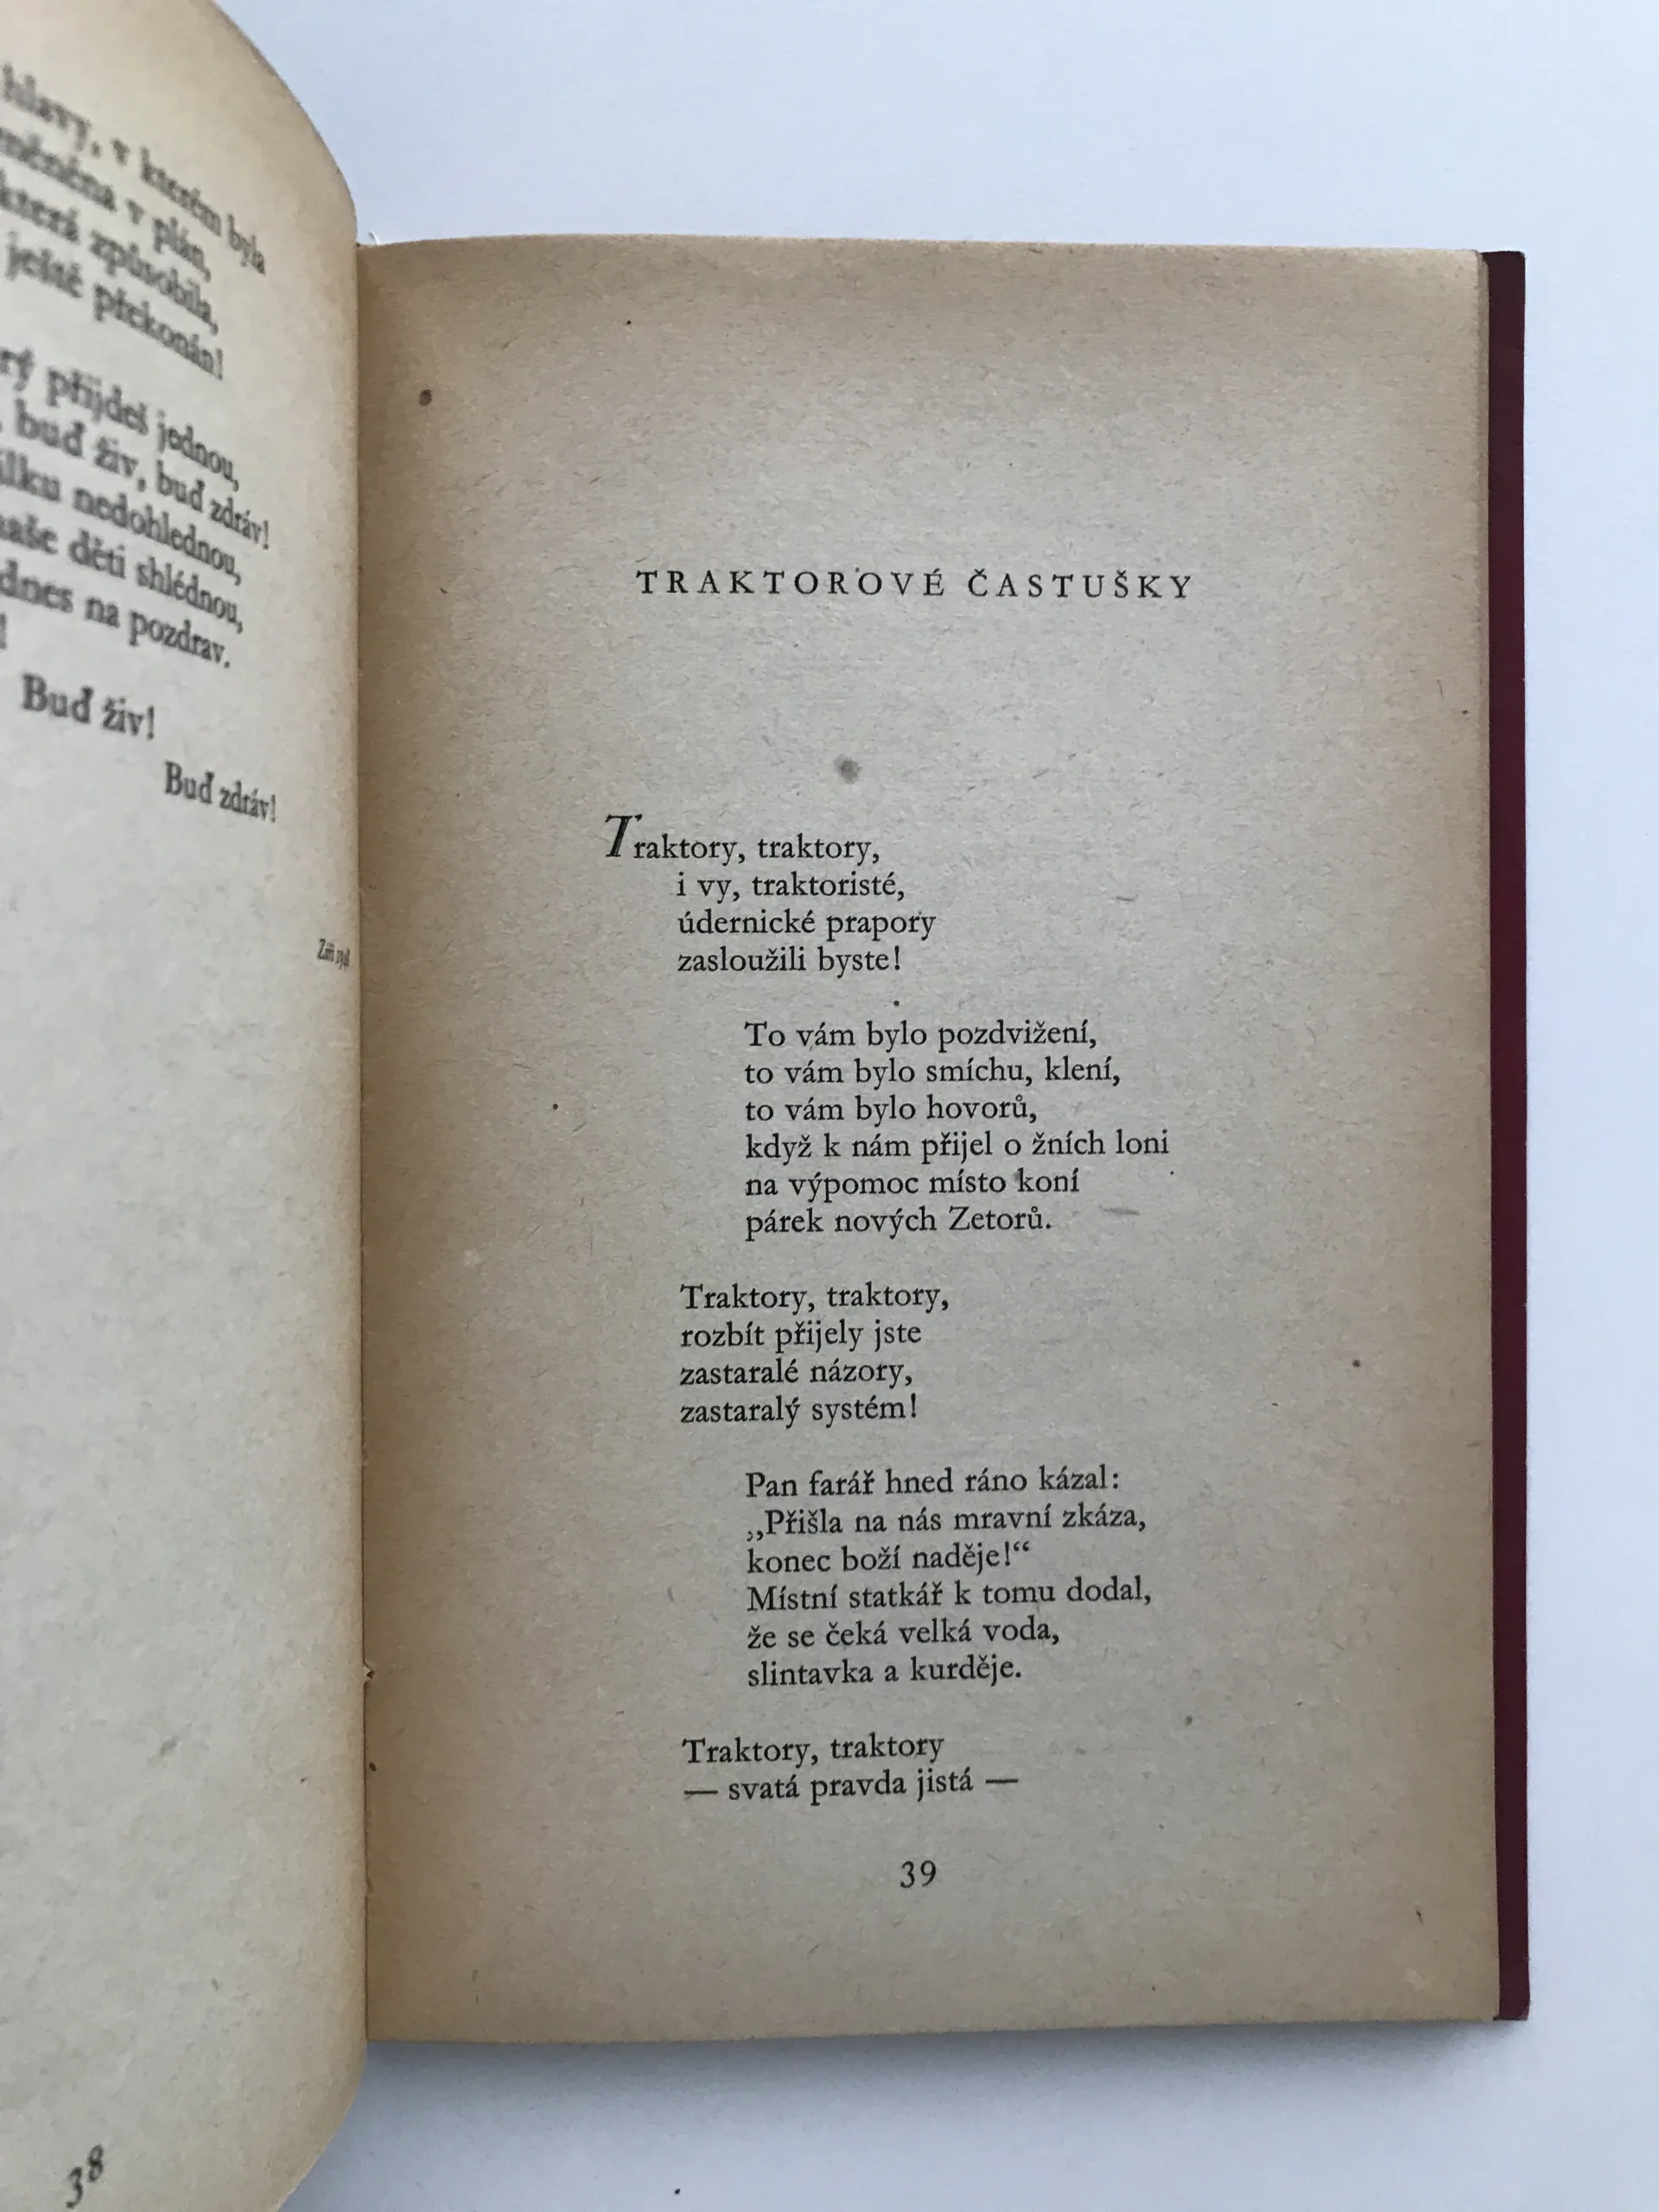 hlavy, v kterém byla
v plán,
která způsobila,
ještě překonán!
přijdeš jednou,
buď živ, buď zdráv!
nedohlednou,
naše děti shlédnou,
dnes na pozdrav.
Buď živ!
Buď zdráv!
Září
38
TRAKTOROVÉ ČASTUŠKY
Traktory, traktory,
i vy, traktoristé,
údernické prapory
zasloužili byste!
To vám bylo pozdvižení,
to vám bylo smíchu, klení,
to vám bylo hovorů,
když k nám přijel o žních loni
na výpomoc místo koní
párek nových Zetorů.
Traktory, traktory,
rozbít přijely jste
zastaralé názory,
zastaralý systém!
Pan farář hned ráno kázal:
„Přišla na nás mravní zkáza,
konec boží naděje!“
Místní statkář k tomu dodal,
že se čeká velká voda,
slintavka a kurděje.
Traktory, traktory
— svatá pravda jistá —
39